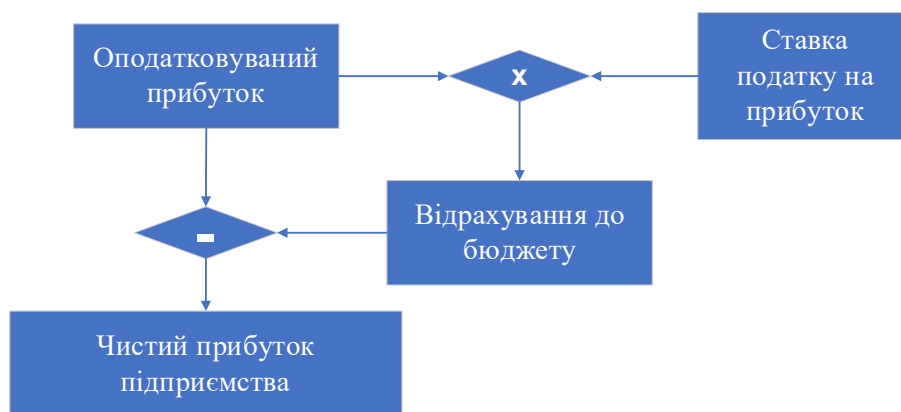 Оподатковуваний
прибуток
x
Ставка
податку на
прибуток
Відрахування до
бюджету
-
Чистий прибуток
підприємства